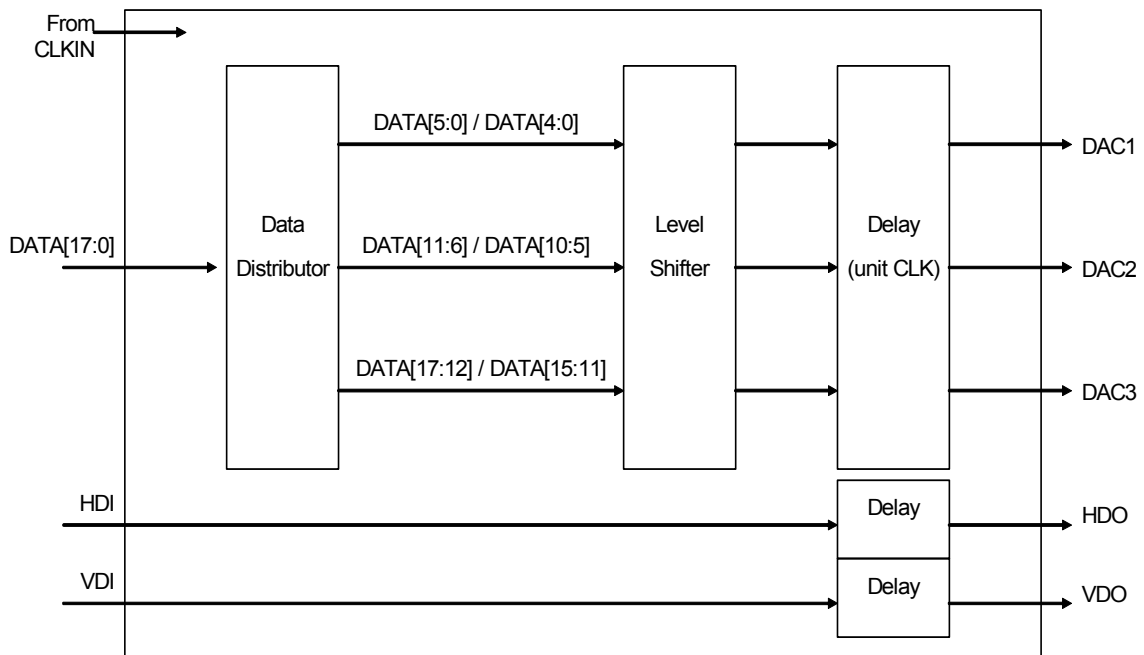 From
CLKIN
DATA[5:0] / DATA[4:0]
DAC1
DATA[17:0]
Data
Distributor
DATA[11:6] / DATA[10:5]
Level
Shifter
Delay
(unit CLK)
DAC2
DATA[17:12] / DATA[15:11]
DAC3
HDI
Delay
HDO
VDI
Delay
VDO